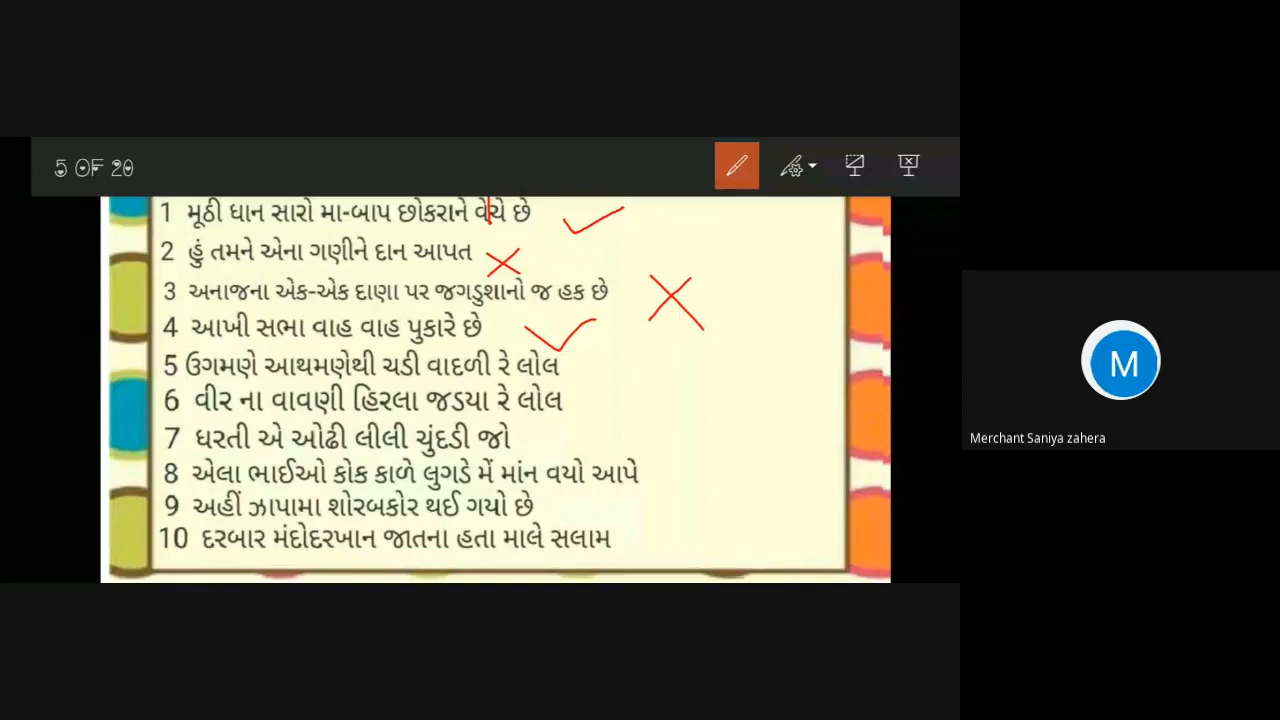 5 OF 20
1 મૂઠી ધાન સારો મા-બાપ છોકરાને વેચે છે
2 હું તમને એના ગણીને દાન આપત
3 અનાજના એક-એક દાણા પર જગડુશાનો જ હક છે
4 આખી સભા વાહ વાહ પુકારે છે
5 ઉગમણે આથમણેથી ચડી વાદળી રે લોલ
6 વીર ના વાવણી હિરલા જડયા રે લોલ
7 ધરતી એ ઓઢી લીલી ચુંદડી જો
8 એલા ભાઈઓ કોક કાળે લુગડે મેં માંન વયો આપે
9 અહીં ઝાપામા શોરબકોર થઈ ગયો છે
10 દરબાર મંદોદરખાન જાતના હતા માલે સલામ
M
Merchant Saniya zahera